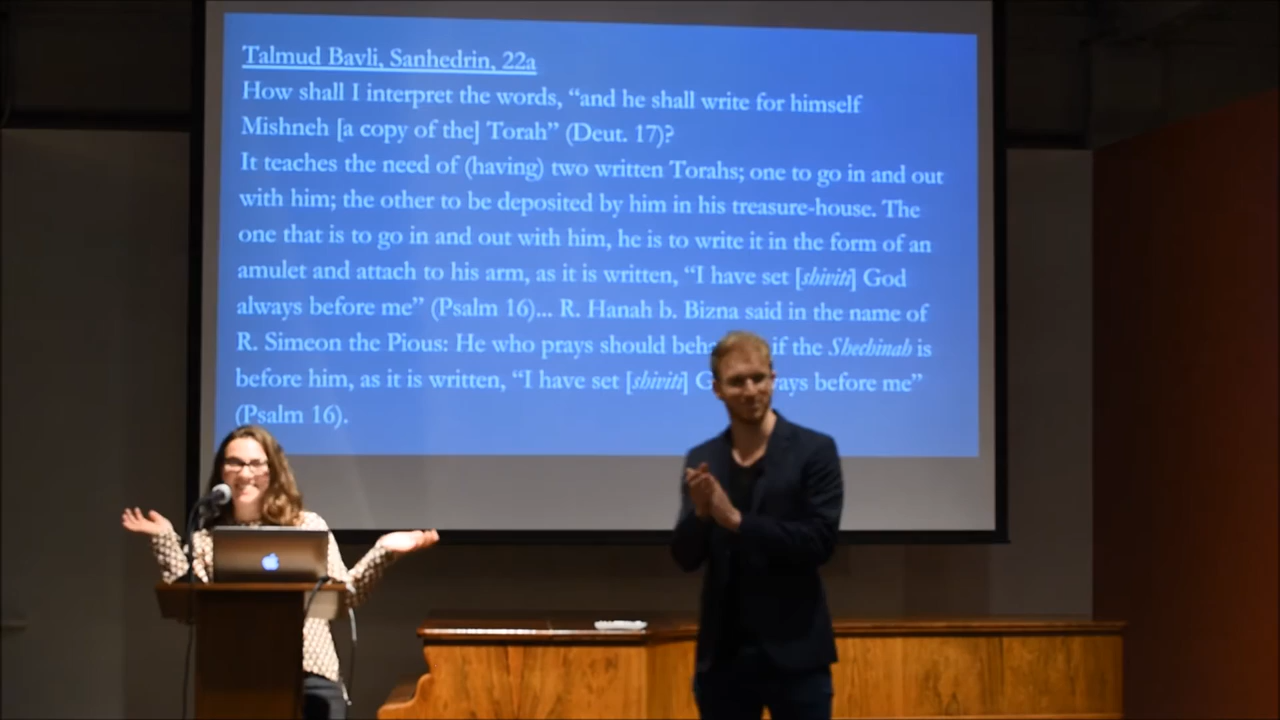 Talmud Bavli, Sanhedrin, 22a
How shall I interpret the words, “and he shall write for himself
Mishneh [a copy of the] Torah” (Deut. 17)?
It teaches the need of (having) two written Torahs; one to go in and out
with him; the other to be deposited by him in his treasure-house. The
one that is to go in and out with him, he is to write it in the form of an
amulet and attach to his arm, as it is written, “I have set [shiviti] God
always before me” (Psalm 16)... R. Hanah b. Bizna said in the name of
R. Simeon the Pious: He who prays should if the Shechinah is
before him, as it is written, “I have set [shiviti] before me”
(Psalm 16).